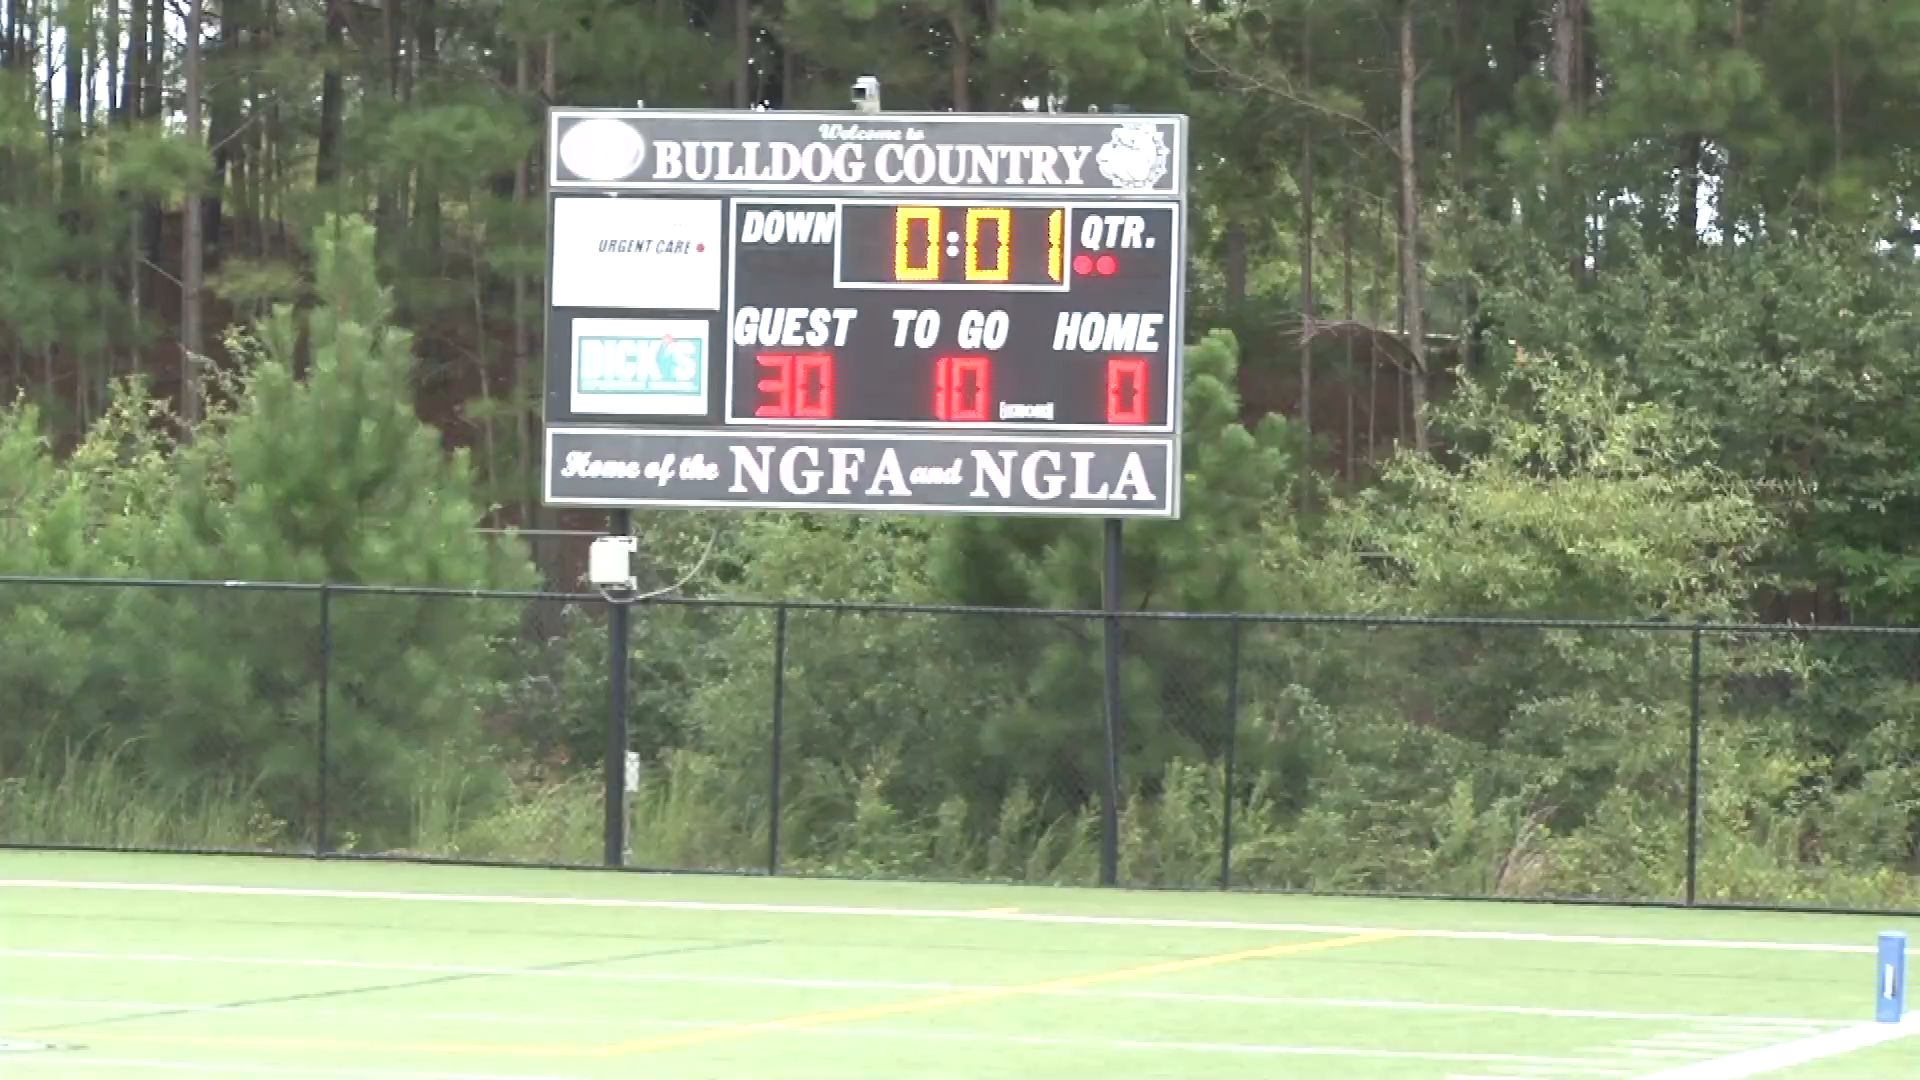 Welcome to
BULLDOG COUNTRY
URGENT CARE
DOWN 0:01 QTR.
GUEST TO GO HOME
30 10 0
DICK'S
Home of the NGFA and NGLA